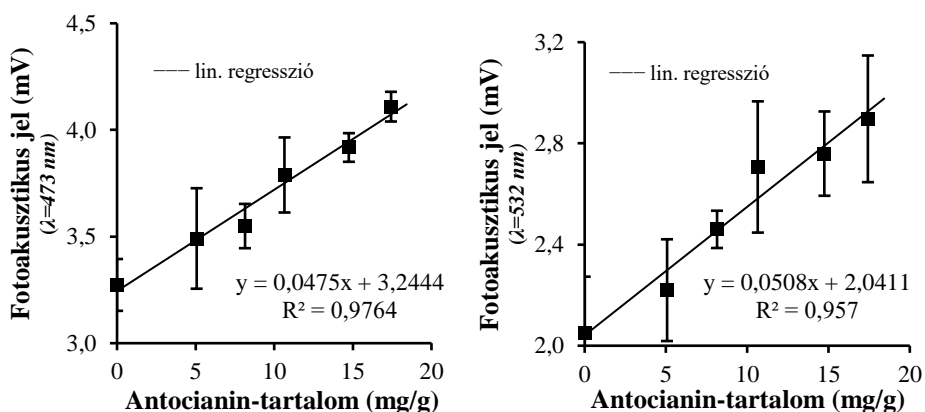 4,5
4,0
3,5
3,0
Fotoakusztikus jel (mV)
(λ=473 nm)
--- lin. regresszió
y = 0,0475x + 3,2444
R² = 0,9764
0 5 10 15 20
Antocianin-tartalom (mg/g)
3,2
2,8
2,4
2,0
Fotoakusztikus jel (mV)
(λ=532 nm)
--- lin. regresszió
y = 0,0508x + 2,0411
R² = 0,957
0 5 10 15 20
Antocianin-tartalom (mg/g)